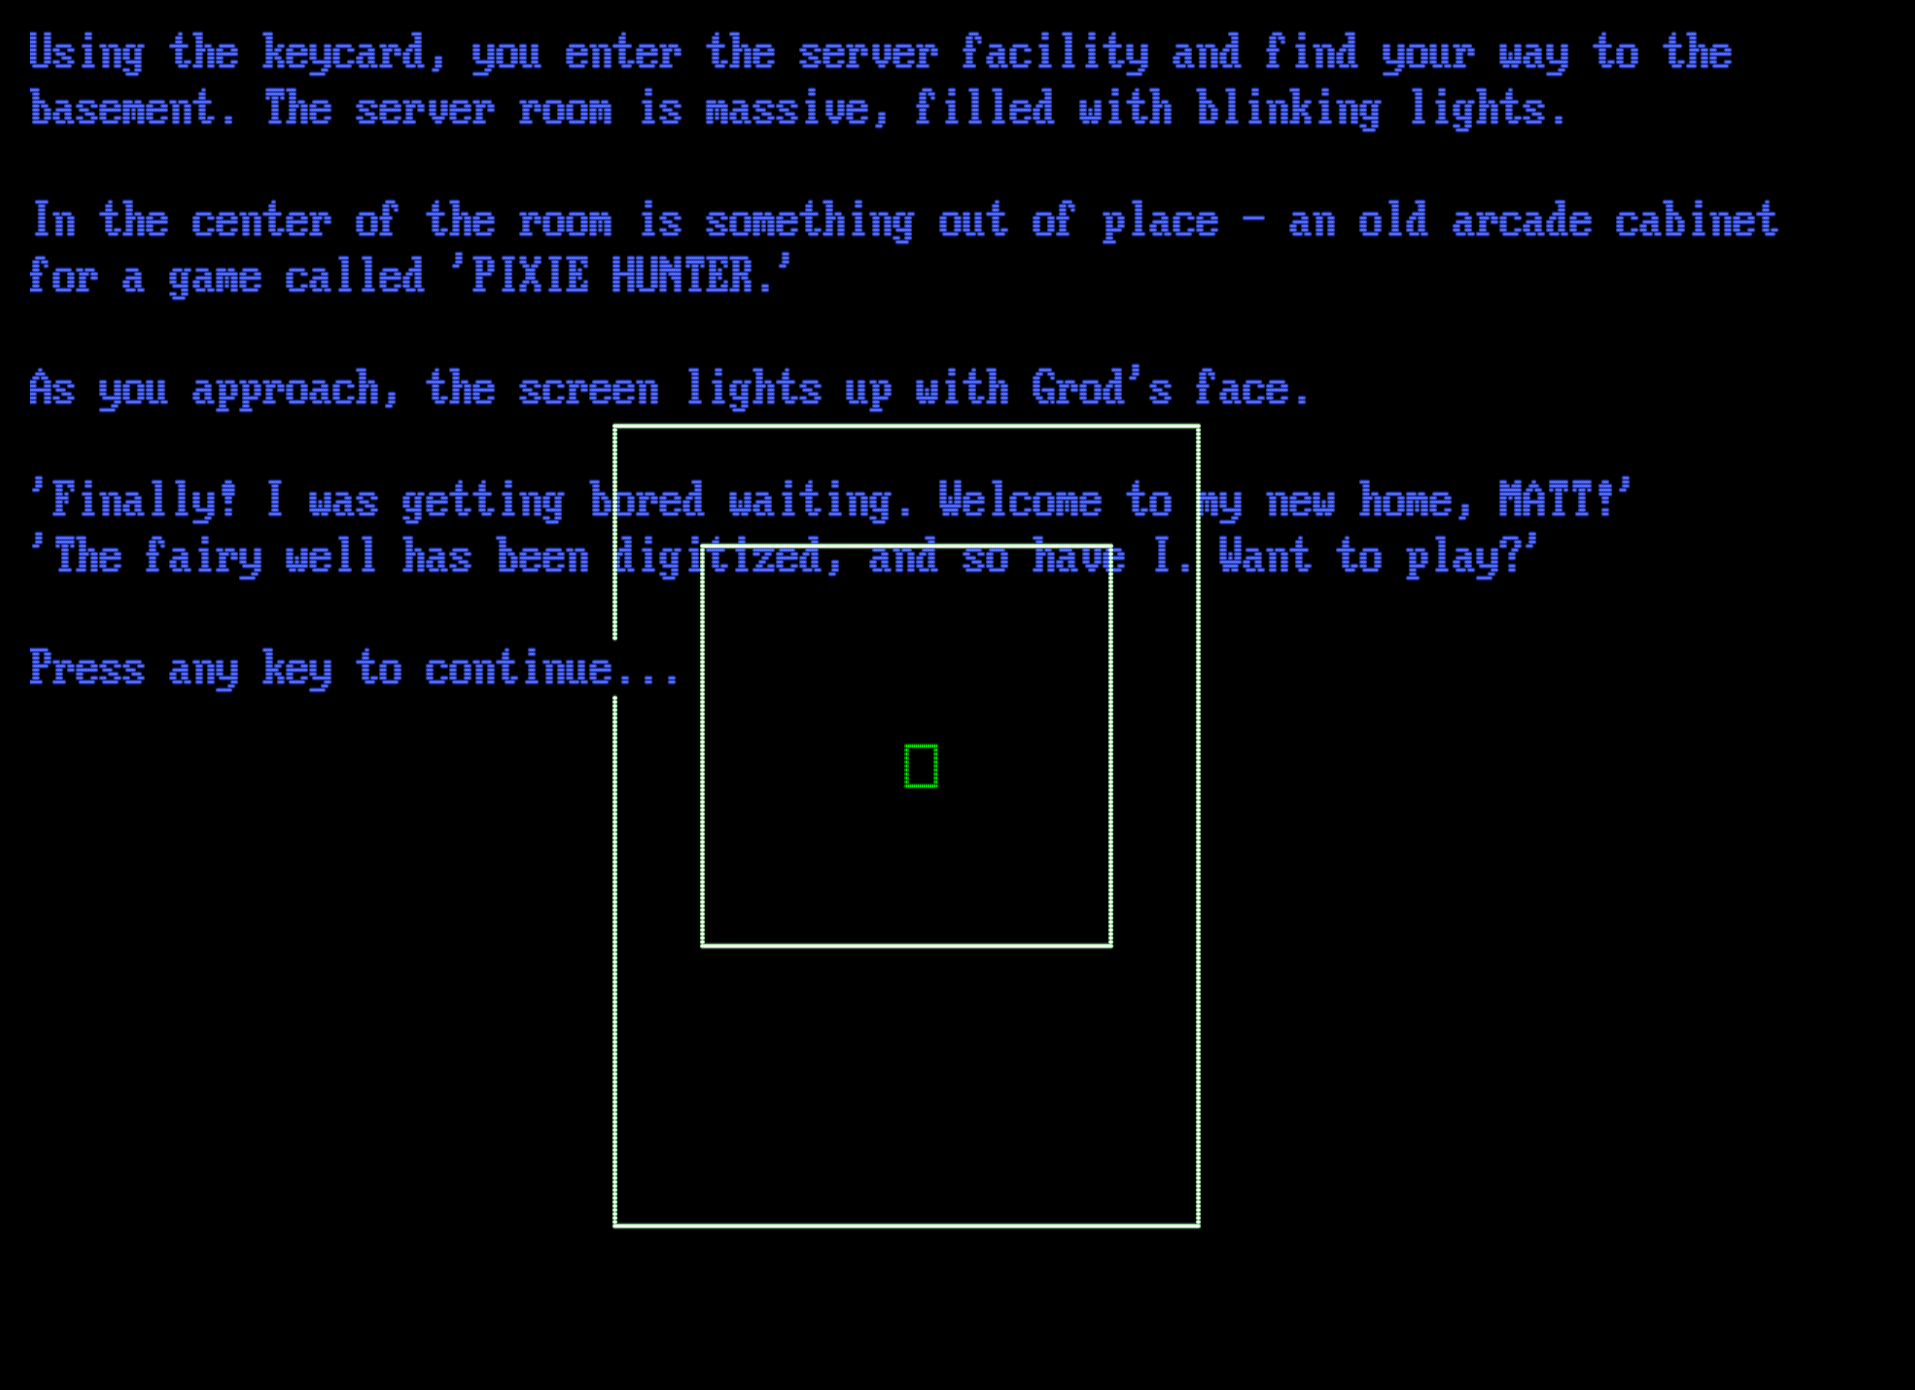 Using the keycard, you enter the server facility and find your way to the
basement. The server room is massive, filled with blinking lights.
In the center of the room is something out of place - an old arcade cabinet
for a game called 'PIXIE HUNTER.'
As you approach, the screen lights up with Grod's face.
'Finally! I was getting bored waiting. Welcome to my new home, MATT!'
'The fairy well has been digitized, and so have I. Want to play?'
Press any key to continue...